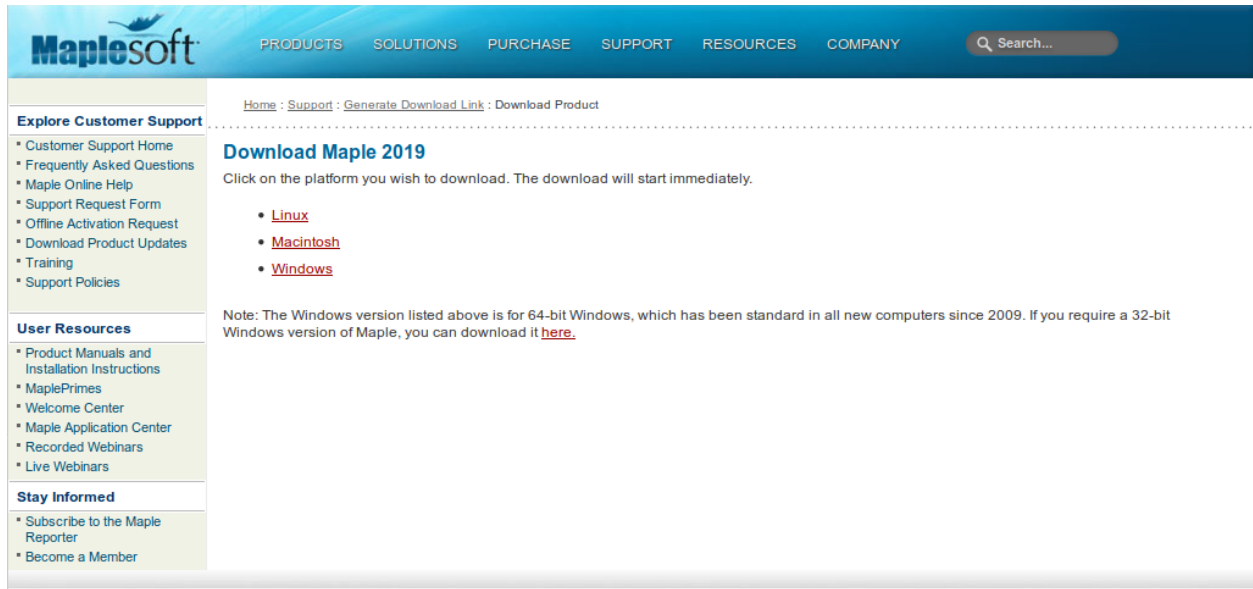 Maplesoft
PRODUCTS SOLUTIONS PURCHASE SUPPORT RESOURCES COMPANY Search...
Home : Support : Generate Download Link : Download Product
Explore Customer Support
Customer Support Home
Frequently Asked Questions
Maple Online Help
Support Request Form
Offline Activation Request
Download Product Updates
Training
Support Policies
User Resources
Product Manuals and
Installation Instructions
MaplePrimes
Welcome Center
Maple Application Center
Recorded Webinars
Live Webinars
Stay Informed
Subscribe to the Maple
Reporter
Become a Member
Download Maple 2019
Click on the platform you wish to download. The download will start immediately.
• Linux
• Macintosh
• Windows
Note: The Windows version listed above is for 64-bit Windows, which has been standard in all new computers since 2009. If you require a 32-bit
Windows version of Maple, you can download it here.